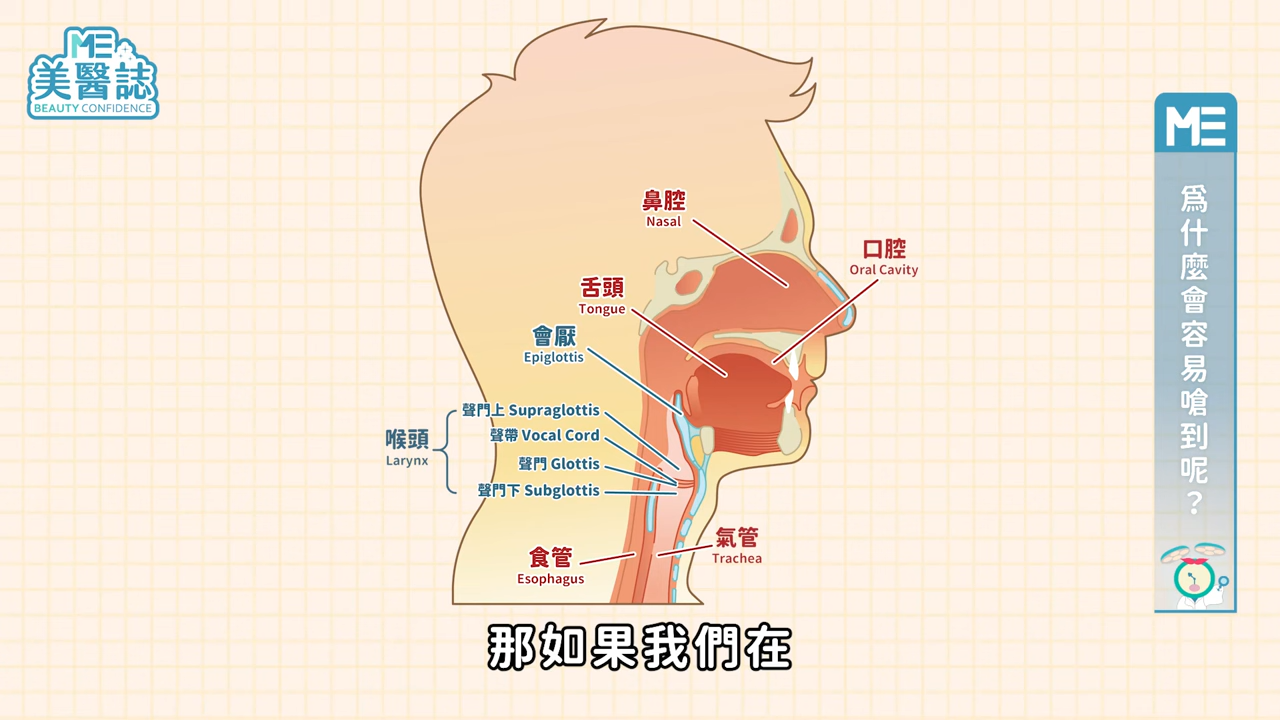 ME
美醫誌
BEAUTY CONFIDENCE
ME
爲什麼會容易嗆到呢？
鼻腔
Nasal
口腔
Oral Cavity
舌頭
Tongue
會厭
Epiglottis
聲門上 Supraglottis
聲帶 Vocal Cord
喉頭
Larynx
聲門 Glottis
聲門下 Subglottis
氣管
Trachea
食管
Esophagus
那如果我們在